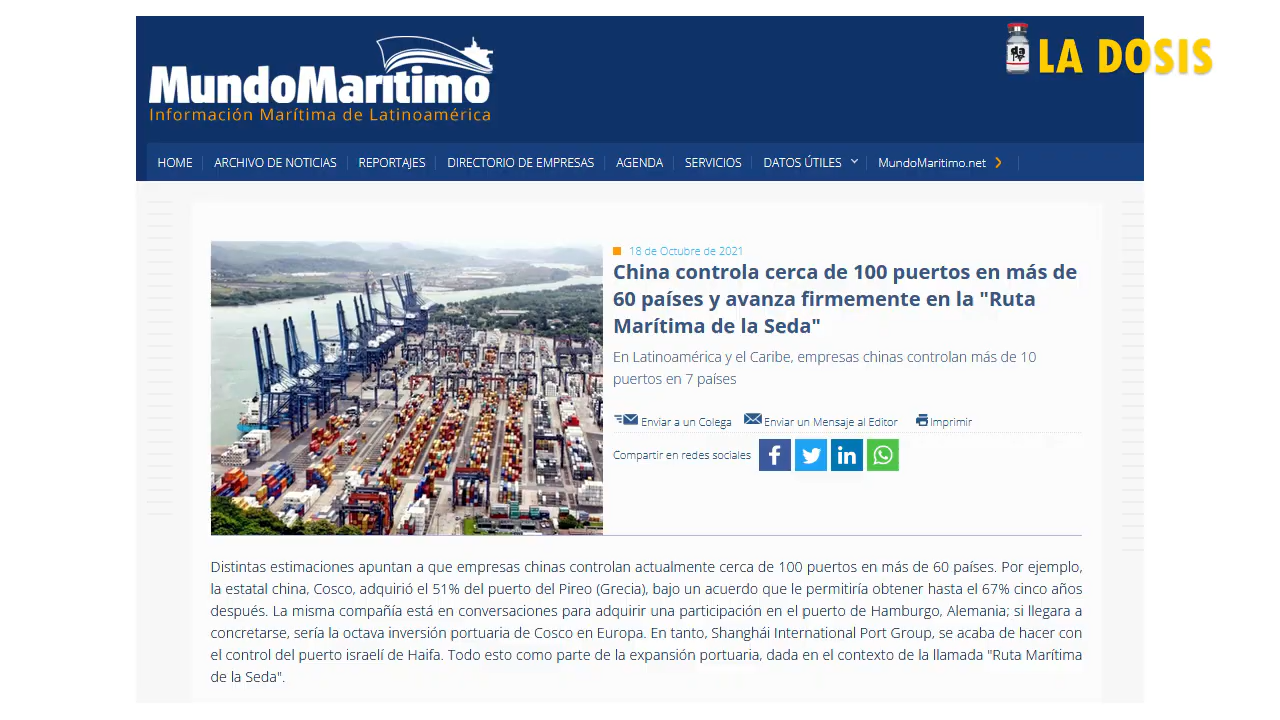 LA DOSIS
MundoMarítimo
Información Marítima de Latinoamérica
HOME ARCHIVO DE NOTICIAS REPORTAJES DIRECTORIO DE EMPRESAS AGENDA SERVICIOS DATOS ÚTILES MundoMaritimo.net
18 de Octubre de 2021
China controla cerca de 100 puertos en más de
60 países y avanza firmemente en la "Ruta
Marítima de la Seda"
En Latinoamérica y el Caribe, empresas chinas controlan más de 10
puertos en 7 países
Enviar a un Colega Enviar un Mensaje al Editor Imprimir
Compartir en redes sociales
Distintas estimaciones apuntan a que empresas chinas controlan actualmente cerca de 100 puertos en más de 60 países. Por ejemplo,
la estatal china, Cosco, adquirió el 51% del puerto del Pireo (Grecia), bajo un acuerdo que le permitiría obtener hasta el 67% cinco años
después. La misma compañía está en conversaciones para adquirir una participación en el puerto de Hamburgo, Alemania; si llegara a
concretarse, sería la octava inversión portuaria de Cosco en Europa. En tanto, Shanghái International Port Group, se acaba de hacer con
el control del puerto israelí de Haifa. Todo esto como parte de la expansión portuaria, dada en el contexto de la llamada "Ruta Marítima
de la Seda".